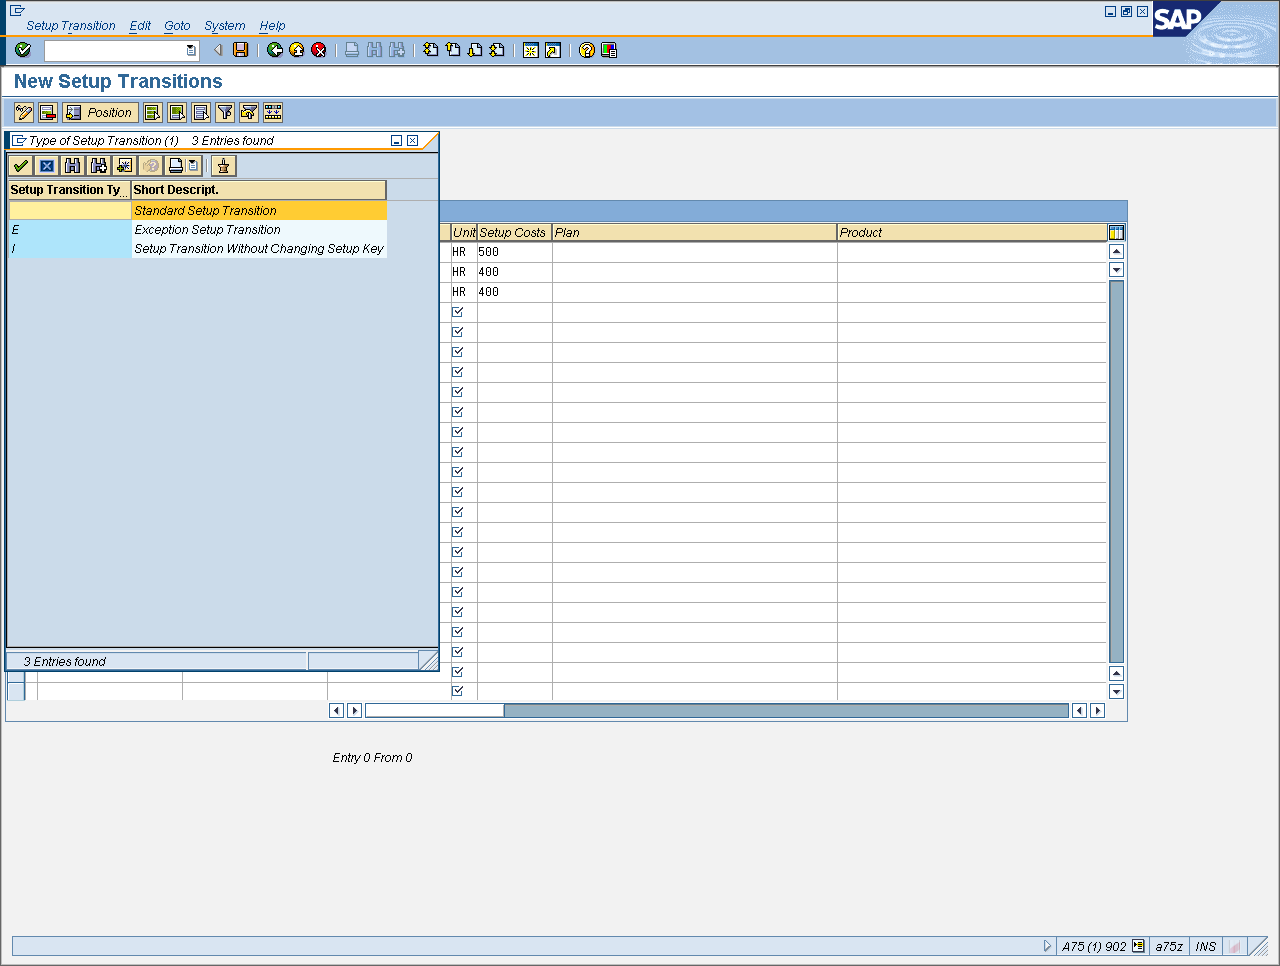 Setup Transition Edit Goto System Help
SAP
New Setup Transitions
Position
Type of Setup Transition (1) 3 Entries found
Setup Transition Ty... Short Descript.
Standard Setup Transition
E Exception Setup Transition
I Setup Transition Without Changing Setup Key
3 Entries found
Unit Setup Costs Plan Product
HR 500
HR 400
HR 400
Entry 0 From 0
A75 (1) 902 a75z INS